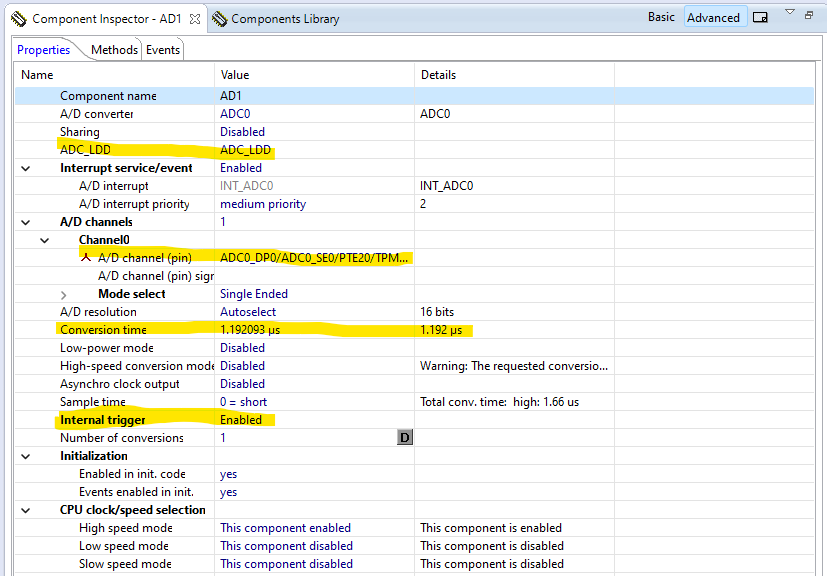 Component Inspector - AD1 Components Library Basic Advanced
Properties Methods Events
Name Value Details
Component name AD1
A/D converter ADC0 ADC0
Sharing Disabled
ADC_LDD ADC_LDD
Interrupt service/event Enabled
A/D interrupt INT_ADC0 INT_ADC0
A/D interrupt priority medium priority 2
A/D channels 1
Channel0
A/D channel (pin) ADC0_DP0/ADC0_SE0/PTE20/TPM...
A/D channel (pin) sigr
Mode select Single Ended
A/D resolution Autoselect 16 bits
Conversion time 1.192093 µs 1.192 µs
Low-power mode Disabled
High-speed conversion mode Disabled Warning: The requested conversio...
Asynchro clock output Disabled
Sample time 0 = short Total conv. time: high: 1.66 us
Internal trigger Enabled
Number of conversions 1 D
Initialization
Enabled in init. code yes
Events enabled in init. yes
CPU clock/speed selection
High speed mode This component enabled This component is enabled
Low speed mode This component disabled This component is disabled
Slow speed mode This component disabled This component is disabled